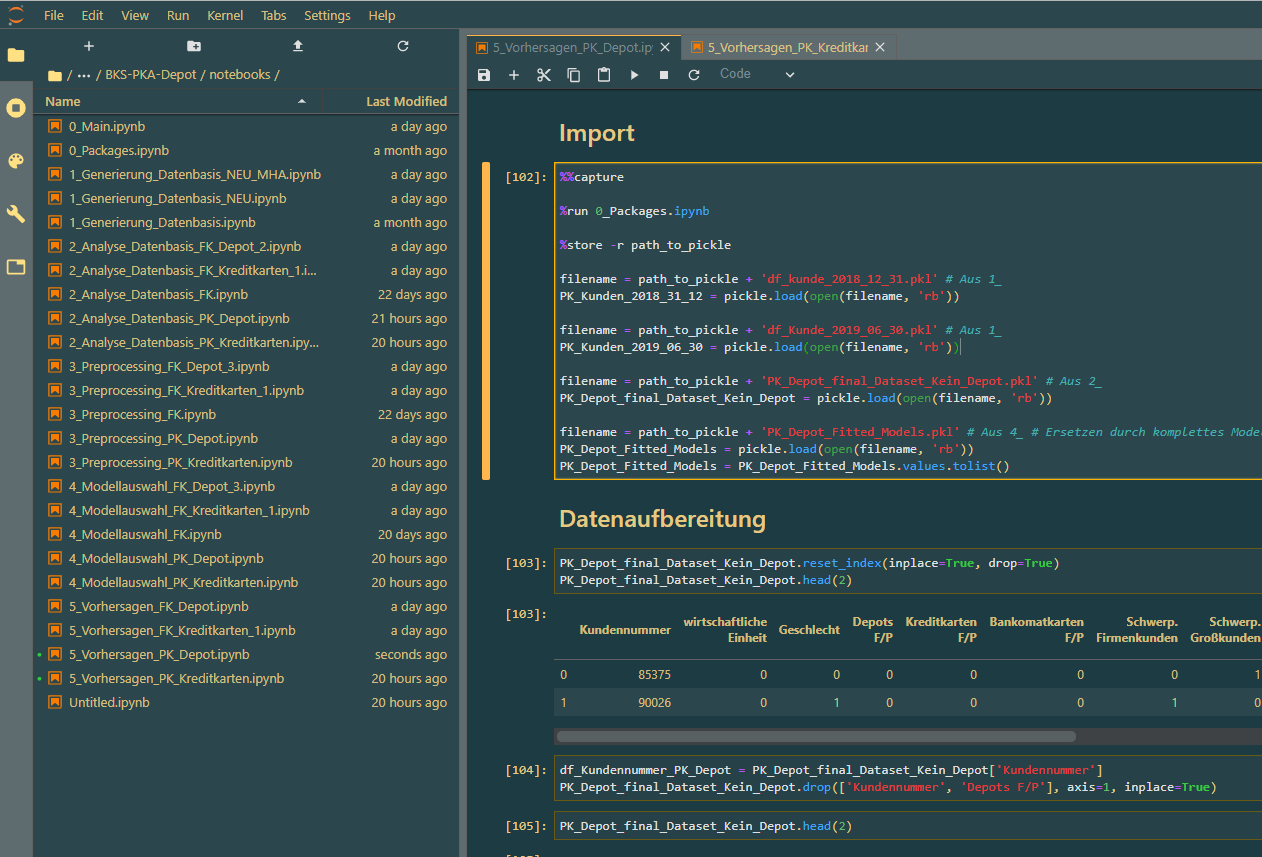 File Edit View Run Kernel Tabs Settings Help
/ ... / BKS-PKA-Depot / notebooks /
Name Last Modified
0_Main.ipynb a day ago
0_Packages.ipynb a month ago
1_Generierung_Datenbasis_NEU_MHA.ipynb a day ago
1_Generierung_Datenbasis_NEU.ipynb a day ago
1_Generierung_Datenbasis.ipynb a month ago
2_Analyse_Datenbasis_FK_Depot_2.ipynb a day ago
2_Analyse_Datenbasis_FK_Kreditkarten_1.i... a day ago
2_Analyse_Datenbasis_FK.ipynb 22 days ago
2_Analyse_Datenbasis_PK_Depot.ipynb 21 hours ago
2_Analyse_Datenbasis_PK_Kreditkarten.ipy... 20 hours ago
3_Preprocessing_FK_Depot_3.ipynb a day ago
3_Preprocessing_FK_Kreditkarten_1.ipynb a day ago
3_Preprocessing_FK.ipynb 22 days ago
3_Preprocessing_PK_Depot.ipynb a day ago
3_Preprocessing_PK_Kreditkarten.ipynb 20 hours ago
4_Modellauswahl_FK_Depot_3.ipynb a day ago
4_Modellauswahl_FK_Kreditkarten_1.ipynb a day ago
4_Modellauswahl_FK.ipynb 20 days ago
4_Modellauswahl_PK_Depot.ipynb 20 hours ago
4_Modellauswahl_PK_Kreditkarten.ipynb 20 hours ago
5_Vorhersagen_FK_Depot.ipynb a day ago
5_Vorhersagen_FK_Kreditkarten_1.ipynb a day ago
5_Vorhersagen_PK_Depot.ipynb seconds ago
5_Vorhersagen_PK_Kreditkarten.ipynb 20 hours ago
Untitled.ipynb 20 hours ago
5_Vorhersagen_PK_Depot.ipy 5_Vorhersagen_PK_Kreditkar
Code
Import
[102]: %%capture
%run 0_Packages.ipynb
%store -r path_to_pickle
filename = path_to_pickle + 'df_kunde_2018_12_31.pkl' # Aus 1_
PK_Kunden_2018_31_12 = pickle.load(open(filename, 'rb'))
filename = path_to_pickle + 'df_Kunde_2019_06_30.pkl' # Aus 1_
PK_Kunden_2019_06_30 = pickle.load(open(filename, 'rb'))
filename = path_to_pickle + 'PK_Depot_final_Dataset_Kein_Depot.pkl' # Aus 2_
PK_Depot_final_Dataset_Kein_Depot = pickle.load(open(filename, 'rb'))
filename = path_to_pickle + 'PK_Depot_Fitted_Models.pkl' # Aus 4_ # Ersetzen durch komplettes Mode
PK_Depot_Fitted_Models = pickle.load(open(filename, 'rb'))
PK_Depot_Fitted_Models = PK_Depot_Fitted_Models.values.tolist()
Datenaufbereitung
[103]: PK_Depot_final_Dataset_Kein_Depot.reset_index(inplace=True, drop=True)
PK_Depot_final_Dataset_Kein_Depot.head(2)
[103]:
Kundennummer wirtschaftliche Einheit Geschlecht Depots F/P Kreditkarten F/P Bankomatkarten F/P Schwerp. Firmenkunden Schwerp. Großkunden
0 85375 0 0 0 0 0 0 1
1 90026 0 1 0 0 0 1 0
[104]: df_Kundennummer_PK_Depot = PK_Depot_final_Dataset_Kein_Depot['Kundennummer']
PK_Depot_final_Dataset_Kein_Depot.drop(['Kundennummer', 'Depots F/P'], axis=1, inplace=True)
[105]: PK_Depot_final_Dataset_Kein_Depot.head(2)